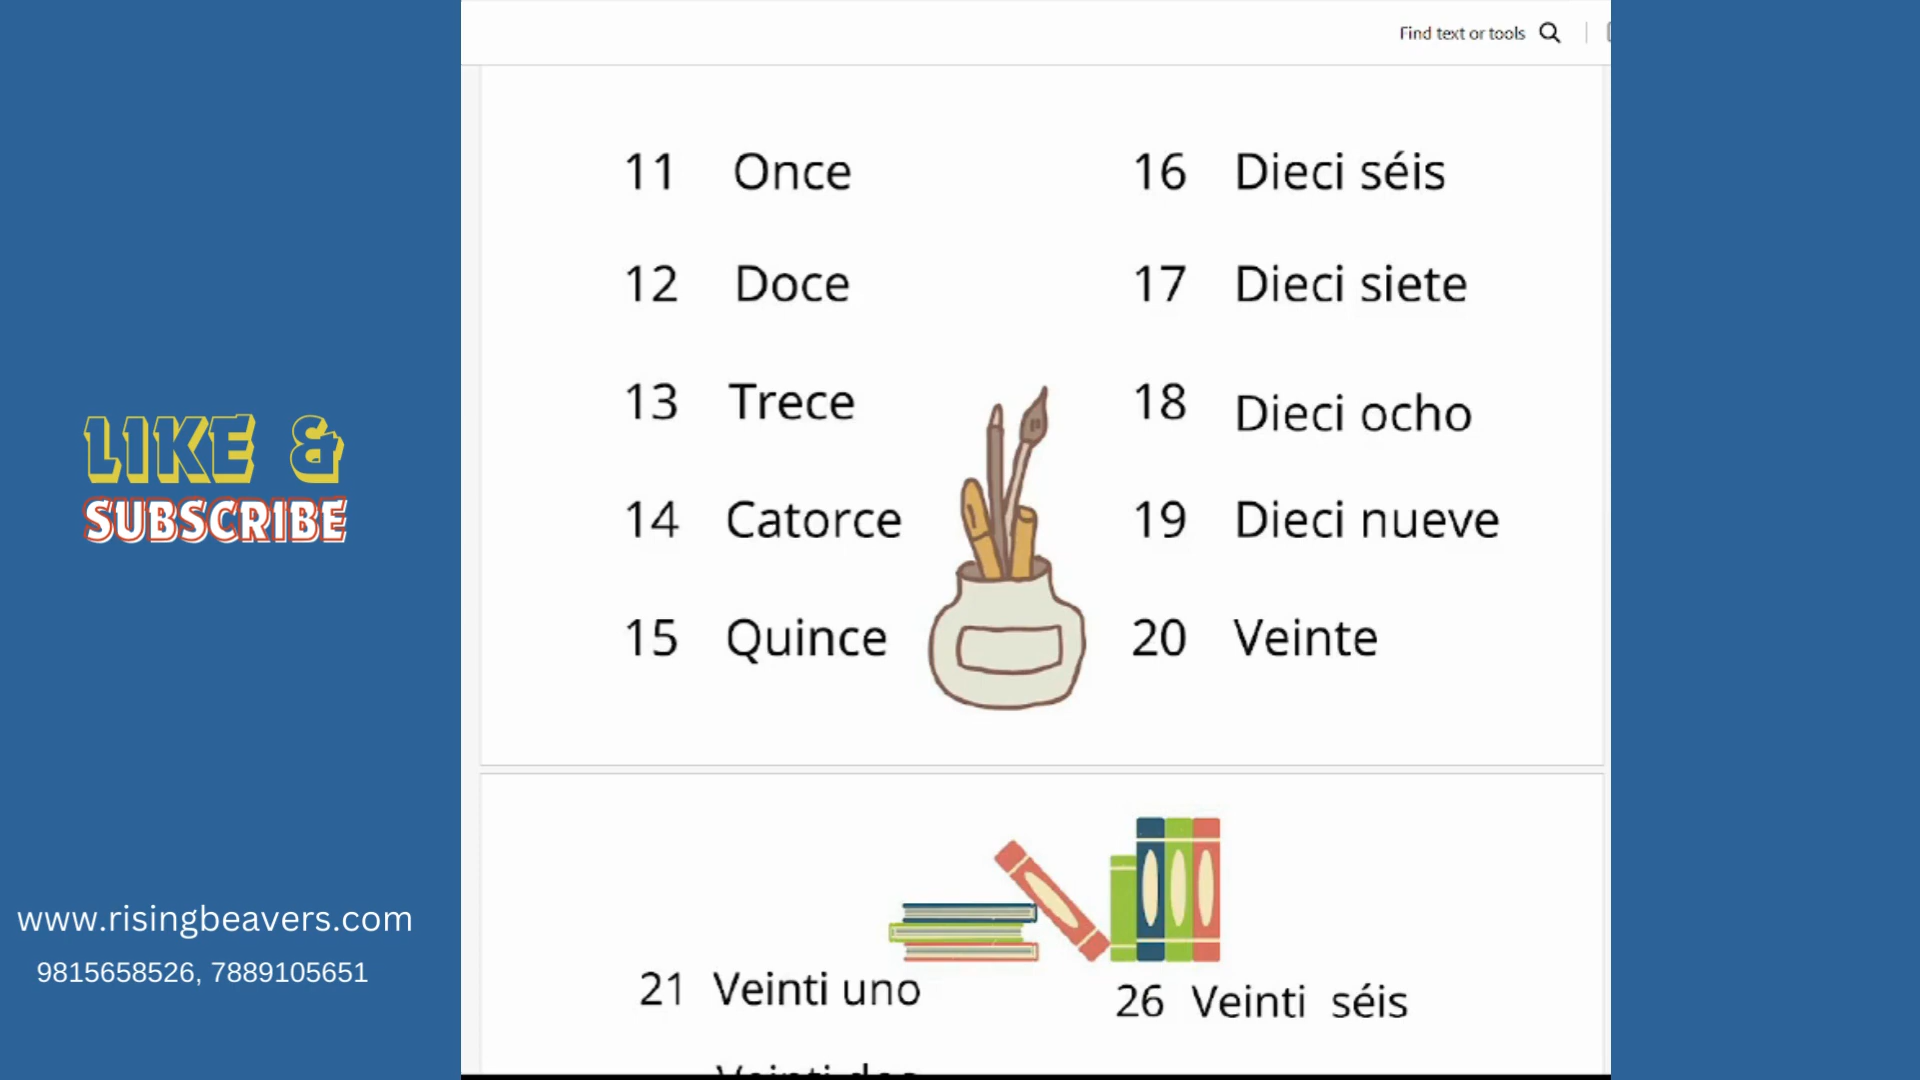 Find text or tools
11 Once
12 Doce
13 Trece
14 Catorce
15 Quince
16 Dieci séis
17 Dieci siete
18 Dieci ocho
19 Dieci nueve
20 Veinte
21 Veinti uno
26 Veinti séis
Veinti dos
LIKE &
SUBSCRIBE
www.risingbeavers.com
9815658526, 7889105651